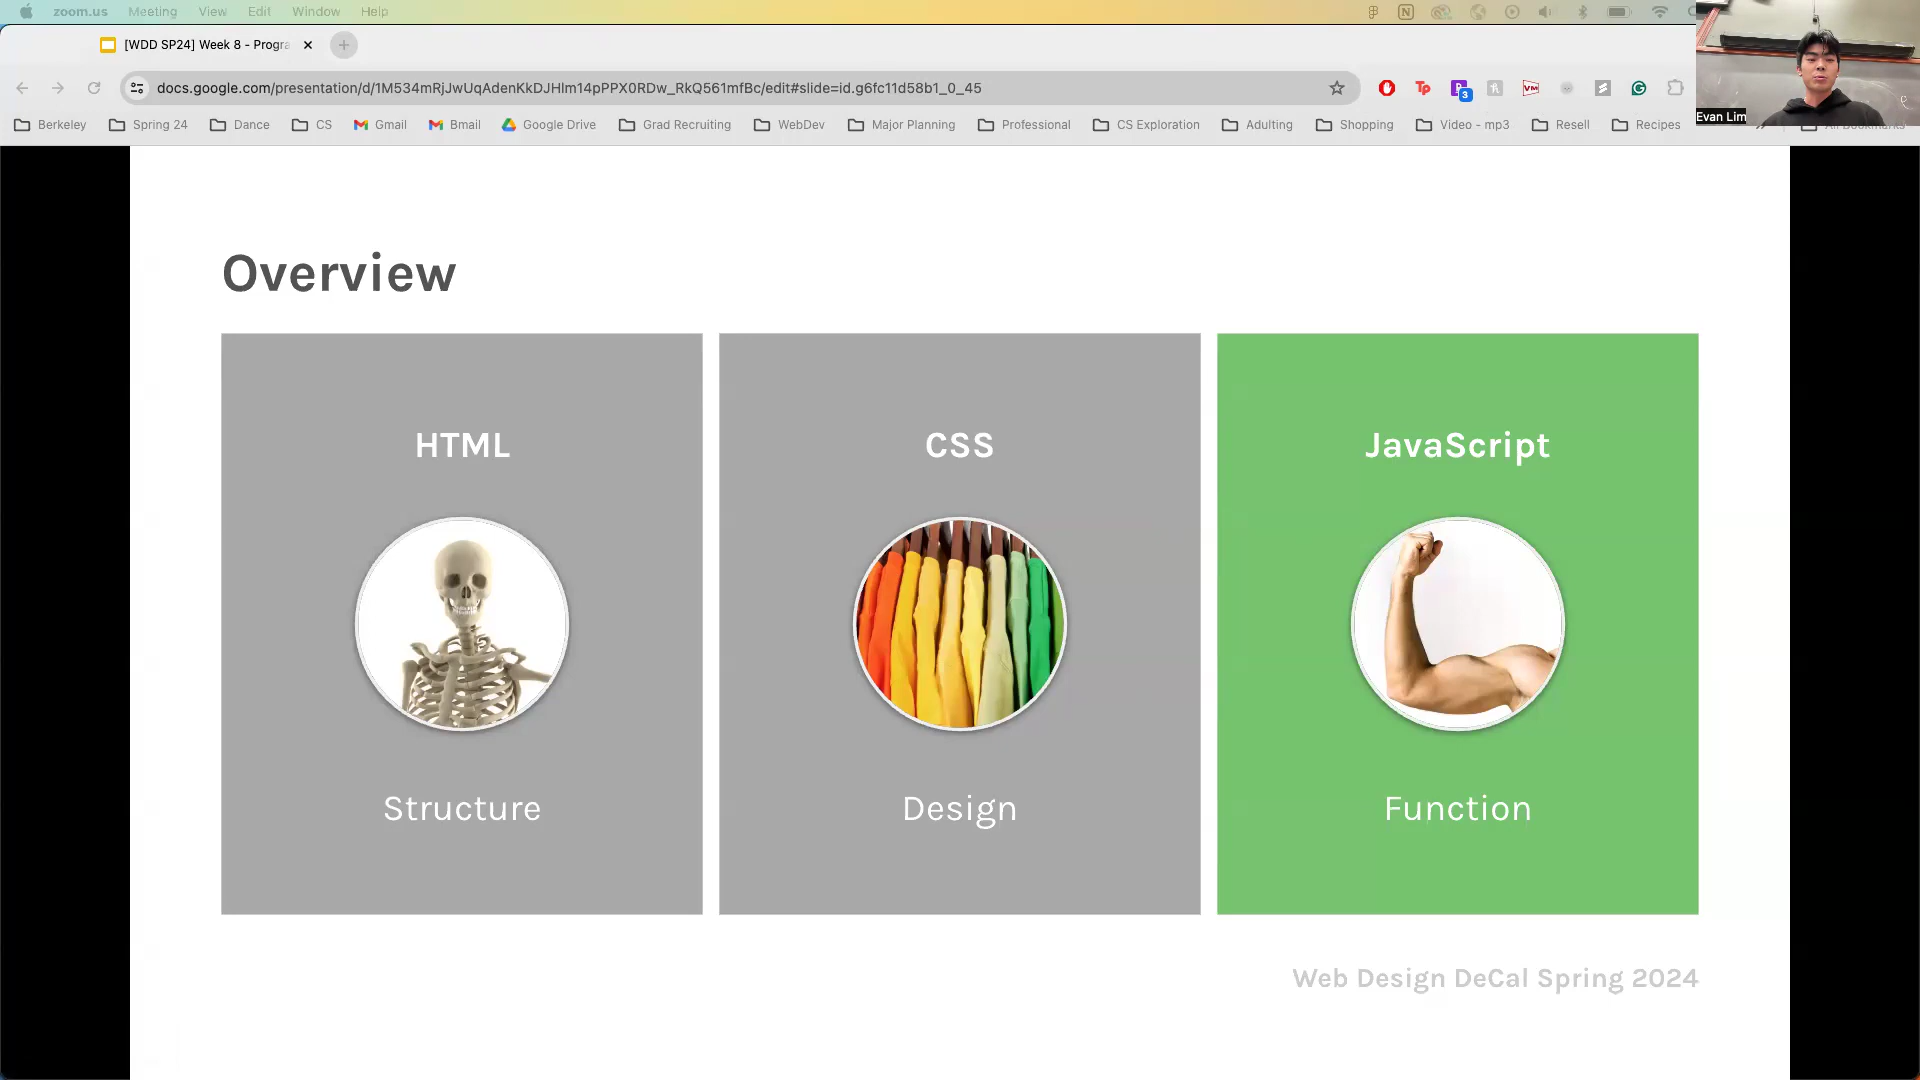 zoom.us Meeting View Edit Window Help
[WDD SP24] Week 8 - Progra
docs.google.com/presentation/d/1M534mRjJwUqAdenKkDJHlm14pPPX0RDw_RkQ561mfBc/edit#slide=id.g6fc11d58b1_0_45
3
Berkeley Spring 24 Dance CS Gmail Bmail Google Drive Grad Recruiting WebDev Major Planning Professional CS Exploration Adulting Shopping Video - mp3 Resell Recipes
Evan Lim
Overview
HTML
Structure
CSS
Design
JavaScript
Function
Web Design DeCal Spring 2024